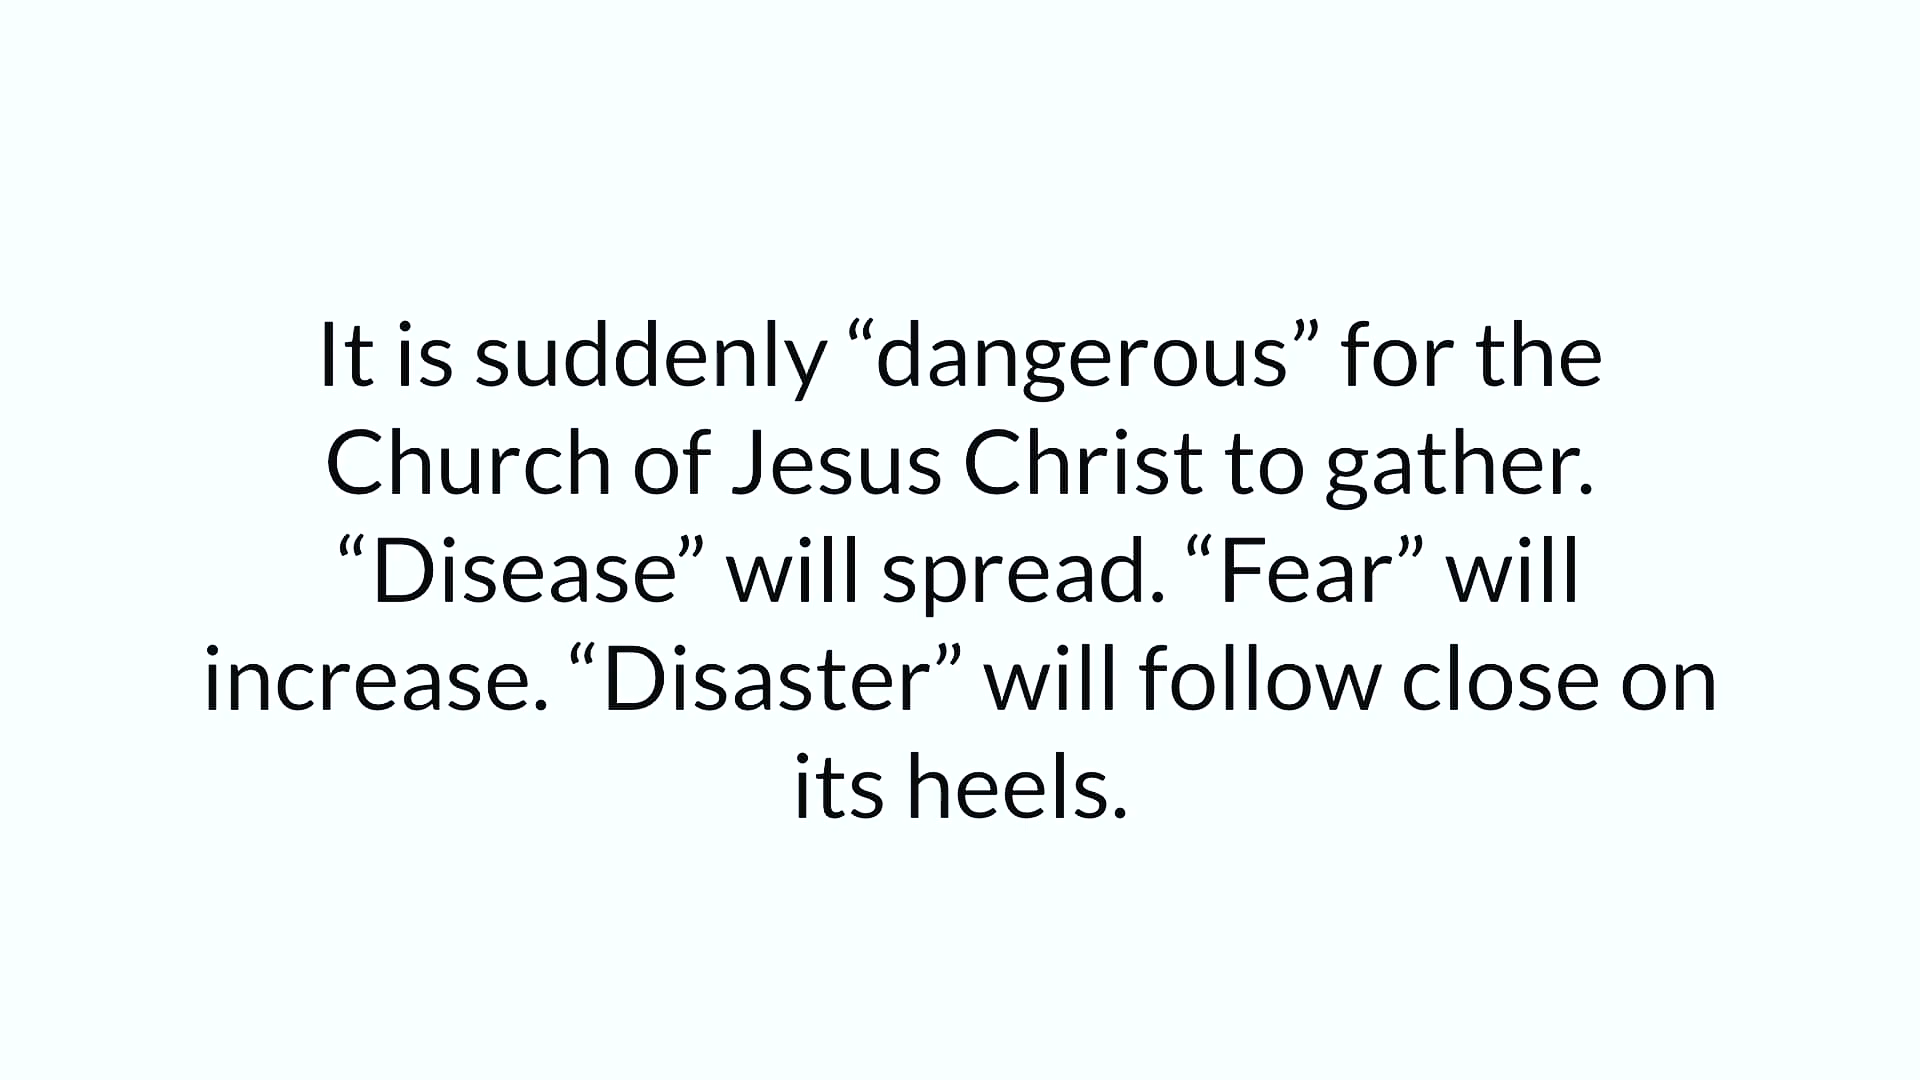 It is suddenly “dangerous” for the
Church of Jesus Christ to gather.
“Disease” will spread. “Fear” will
increase. “Disaster” will follow close on
its heels.